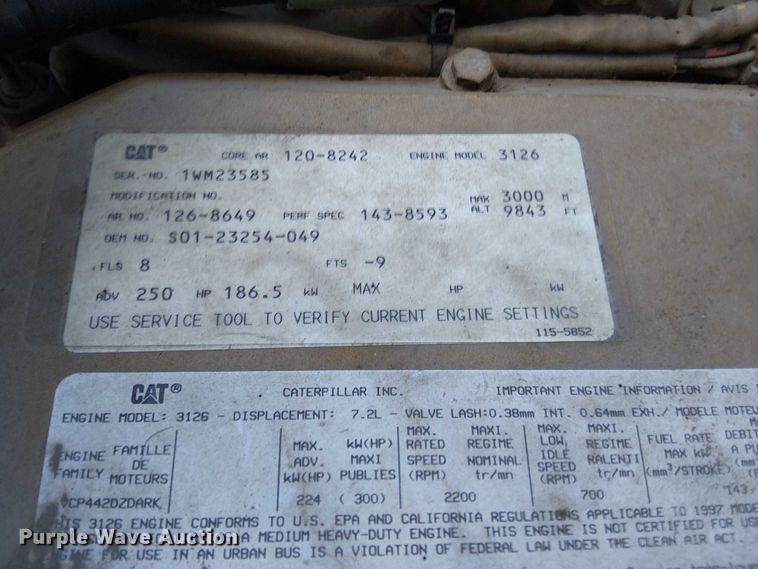 CAT® CORE AR 120-8242 ENGINE MODEL 3126
SER. NO. 1WM23585
MODIFICATION NO. MAX 3000 M
AR NO. 126-8649 PERF SPEC 143-8593 ALT 9843 FT
OEM NO. S01-23254-049
FLS 8 FTS -9
ADV 250 HP 186.5 kW MAX HP kW
USE SERVICE TOOL TO VERIFY CURRENT ENGINE SETTINGS
115-5852
CAT® CATERPILLAR INC. IMPORTANT ENGINE INFORMATION / AVIS
ENGINE MODEL: 3126 - DISPLACEMENT: 7.2L - VALVE LASH:0.38mm INT. 0.64mm EXH./ MODELE MOTEU
ENGINE FAMILY FAMILLE DE MOTEURS MAX. ADV. kW(HP) kW(HP) MAXI PUBLIES MAX. RATED SPEED (RPM) MAXI. REGIME NOMINAL tr/mn LOW IDLE SPEED (RPM) MAXI. REGIME RALENTI tr/mn FUEL RATE MAX kW (mm³/STROKE) DEBIT A PU (mm
CP442DZDARK 224 (300) 2200 700 143-
THIS 3126 ENGINE CONFORMS TO U.S. EPA AND CALIFORNIA REGULATIONS APPLICABLE TO 1997 MODE
A MEDIUM HEAVY-DUTY ENGINE. THIS ENGINE IS NOT CERTIFIED FOR USE
ENGINE FOR USE IN AN URBAN BUS IS A VIOLATION OF FEDERAL LAW UNDER THE CLEAN AIR ACT.
Purple Wave Auction
purplewave.com